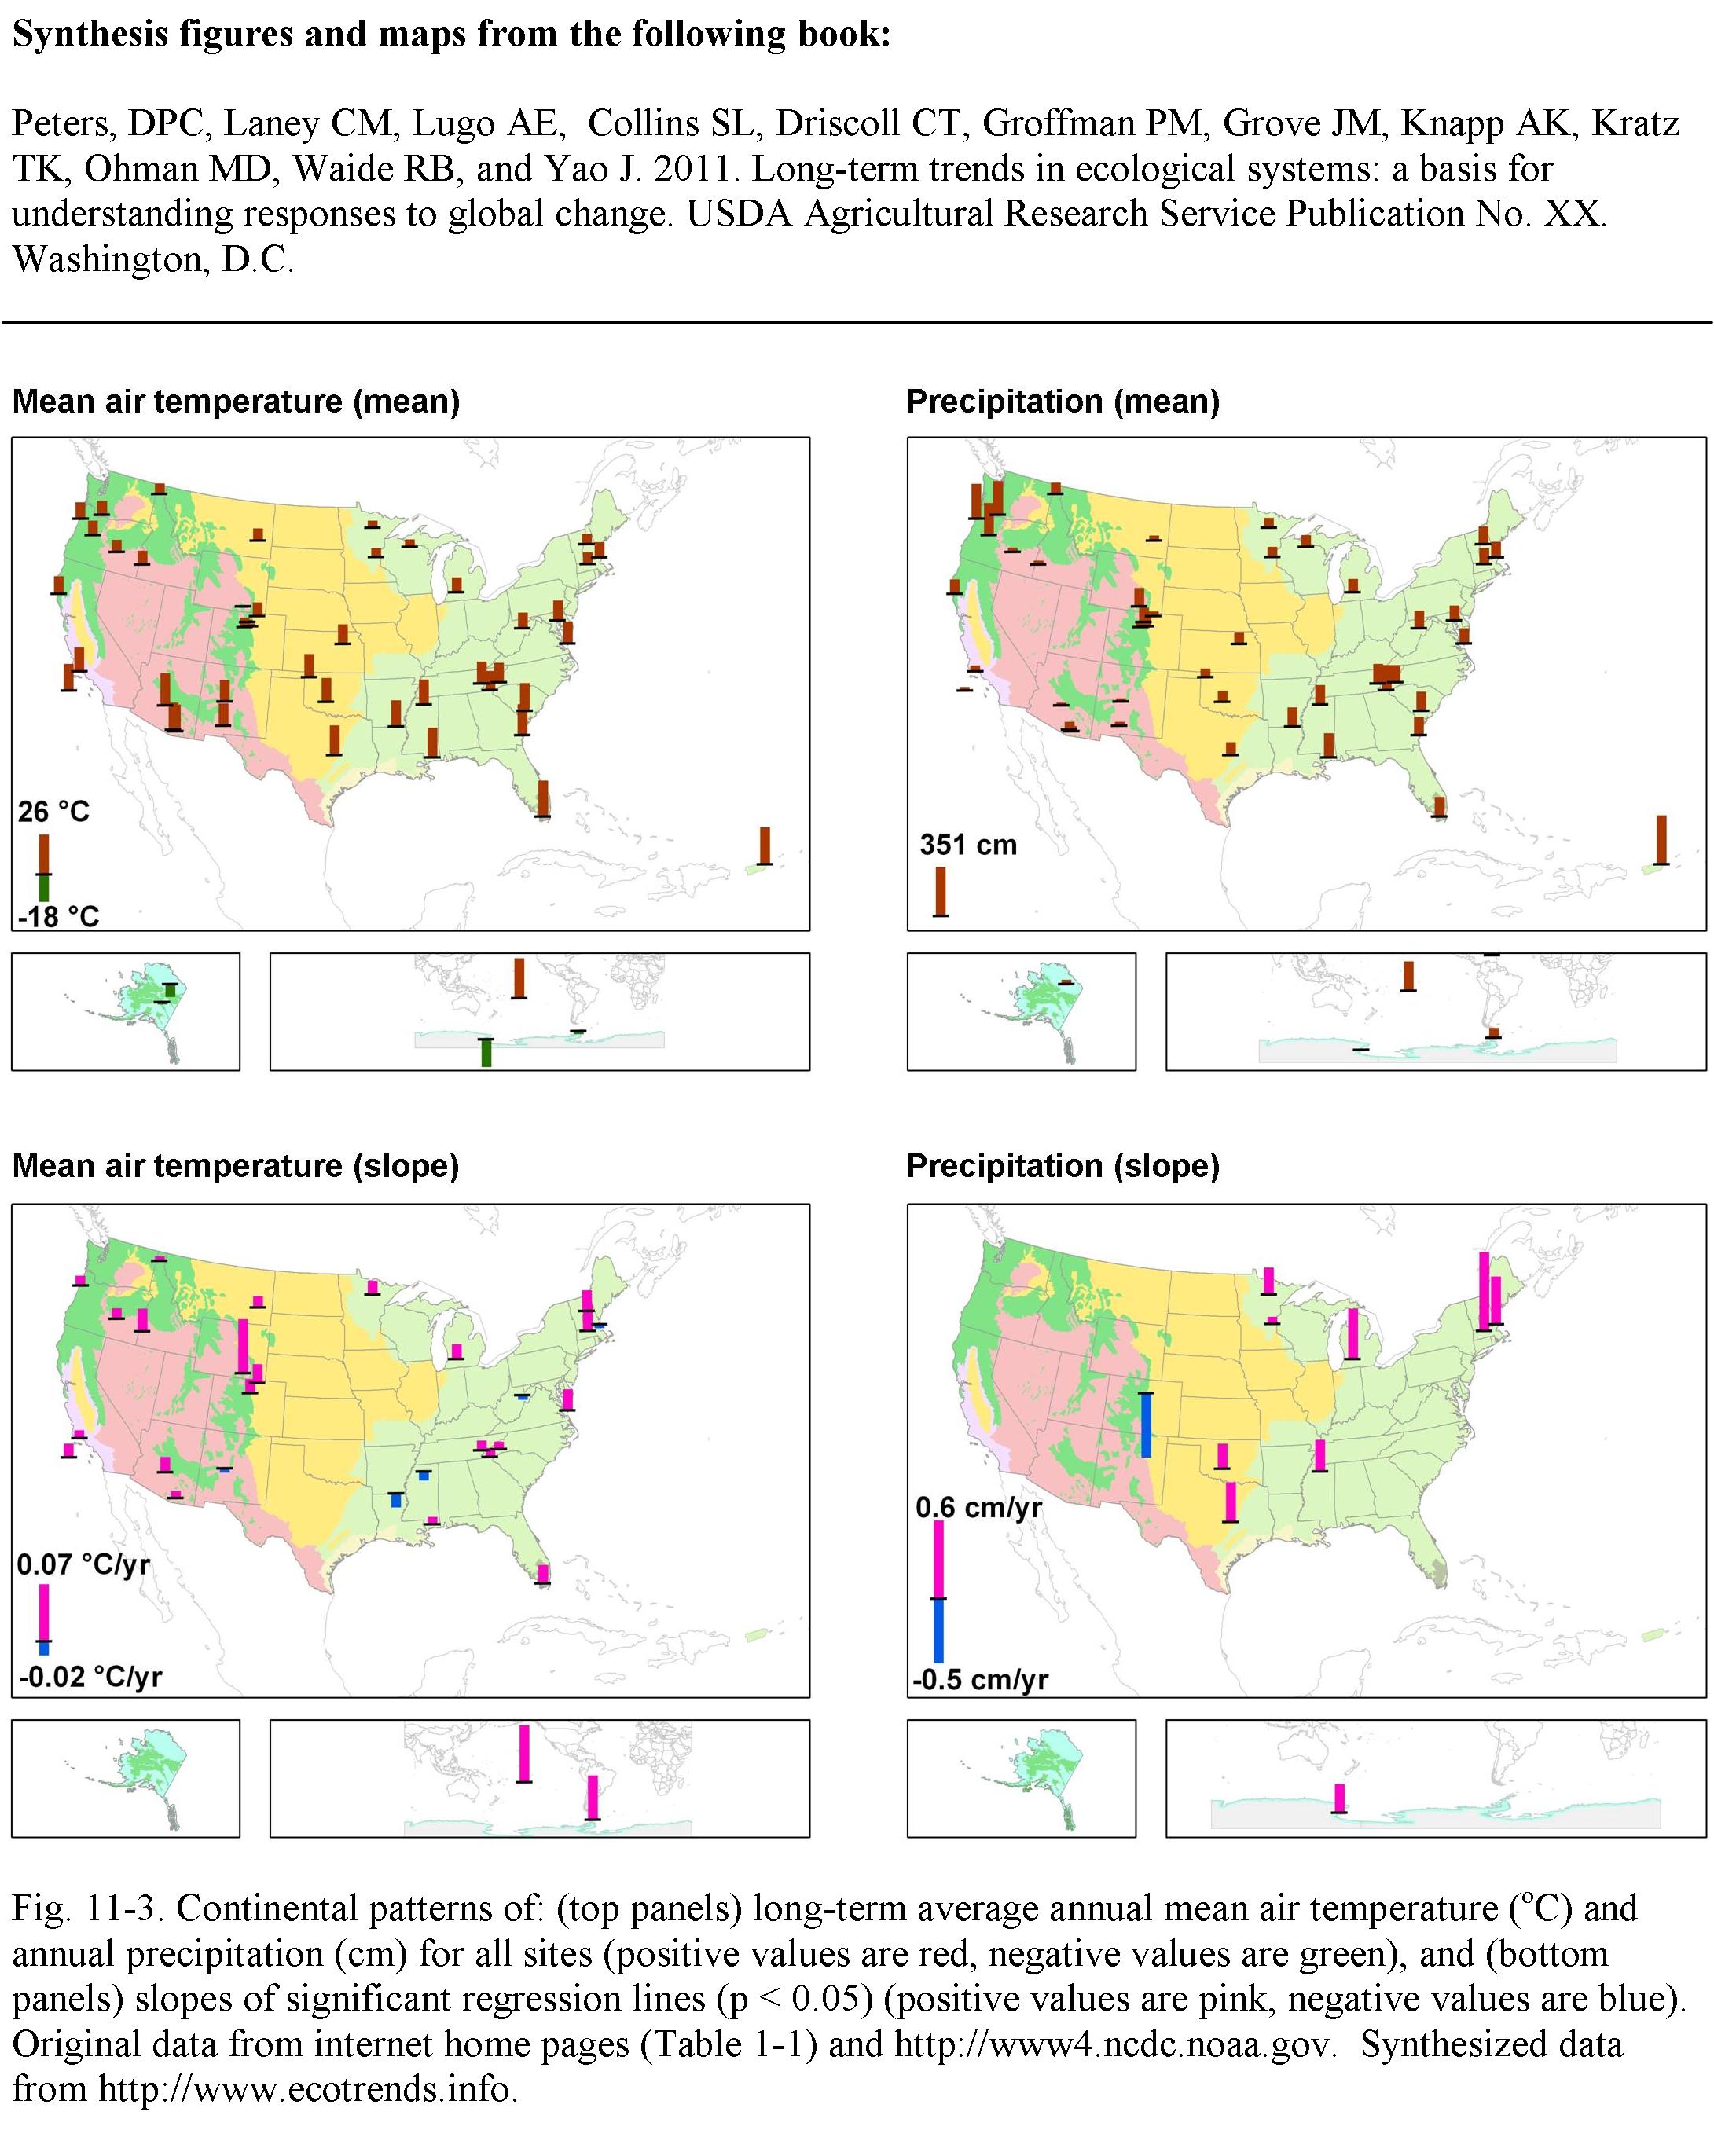 Synthesis figures and maps from the following book:
Peters, DPC, Laney CM, Lugo AE,  Collins SL, Driscoll CT, Groffman PM, Grove JM, Knapp AK, Kratz
TK, Ohman MD, Waide RB, and Yao J. 2011. Long-term trends in ecological systems: a basis for
understanding responses to global change. USDA Agricultural Research Service Publication No. XX.
Washington, D.C.
Mean air temperature (mean)
Precipitation (mean)
26 °C
-18 °C
351 cm
Mean air temperature (slope)
Precipitation (slope)
0.07 °C/yr
-0.02 °C/yr
0.6 cm/yr
-0.5 cm/yr
Fig. 11-3. Continental patterns of: (top panels) long-term average annual mean air temperature (°C) and
annual precipitation (cm) for all sites (positive values are red, negative values are green), and (bottom
panels) slopes of significant regression lines (p < 0.05) (positive values are pink, negative values are blue).
Original data from internet home pages (Table 1-1) and http://www4.ncdc.noaa.gov.  Synthesized data
from http://www.ecotrends.info.